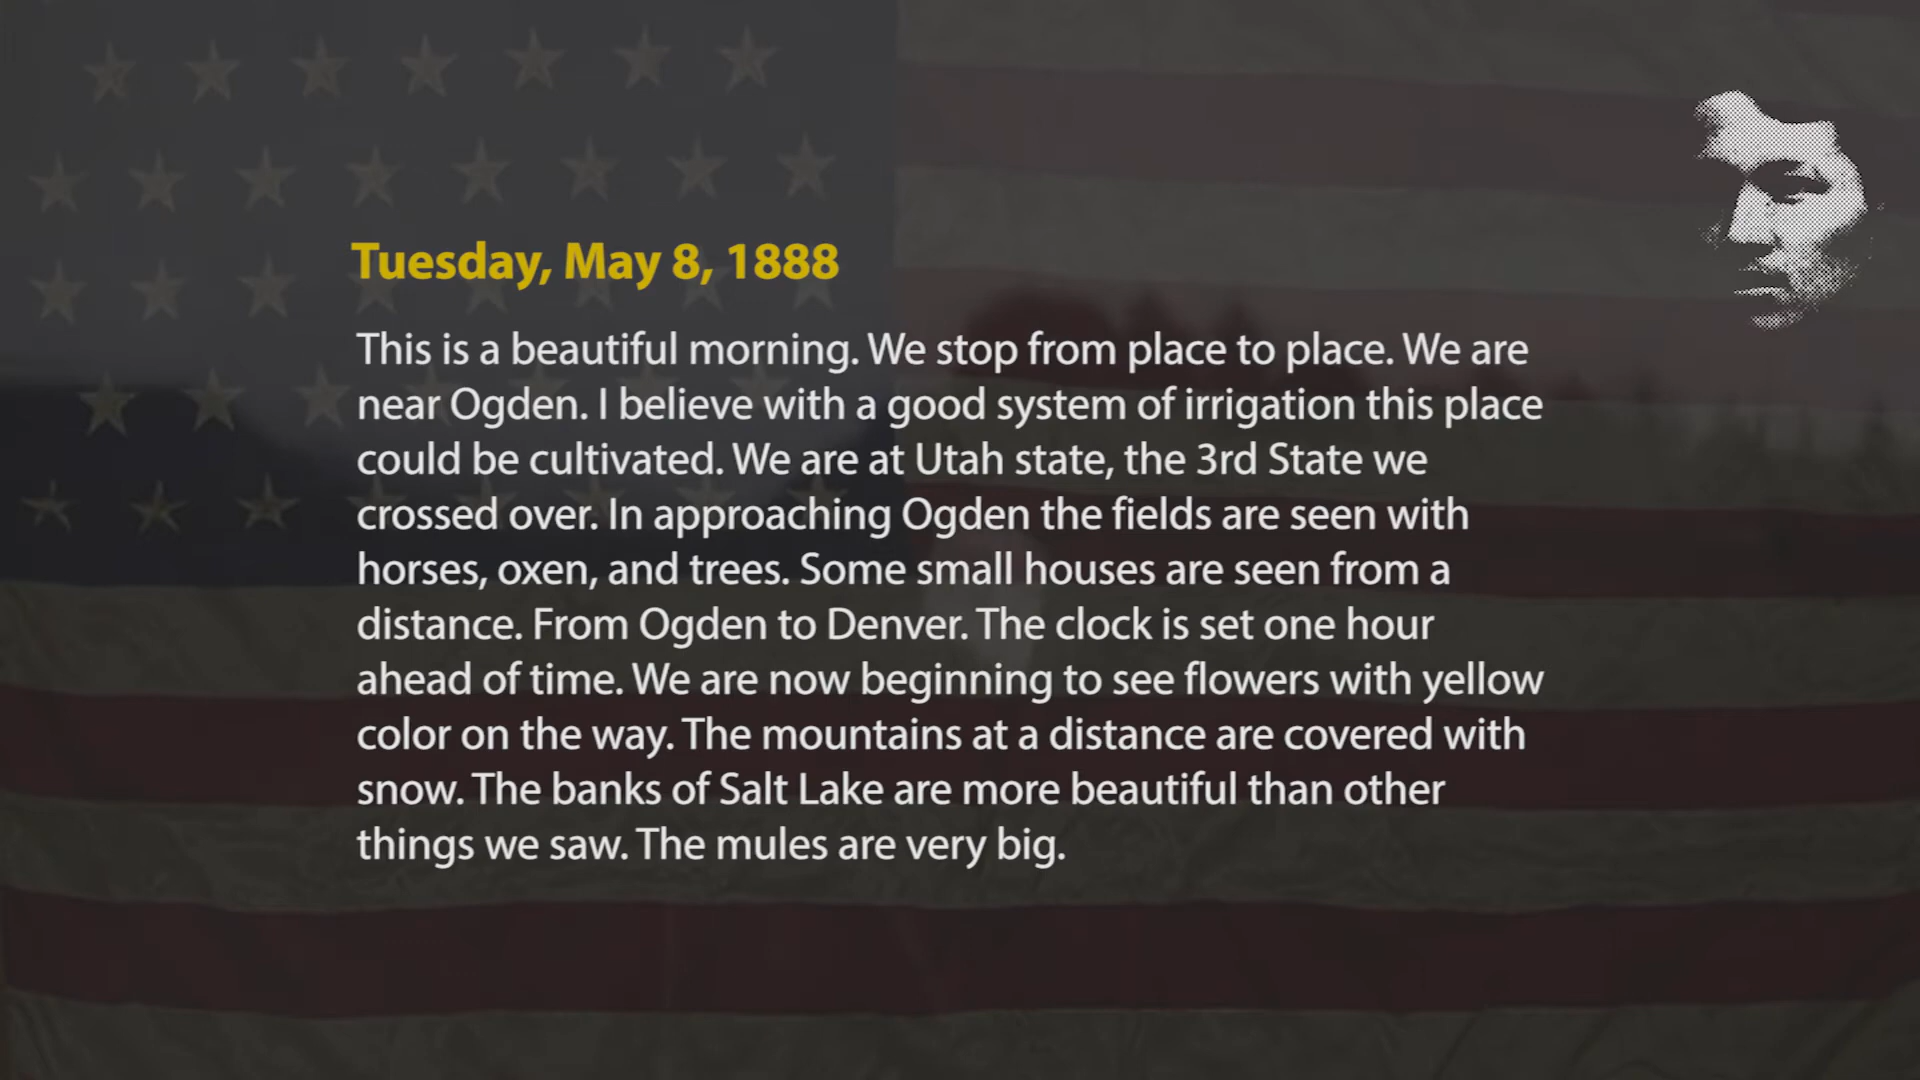 Tuesday, May 8, 1888
This is a beautiful morning. We stop from place to place. We are
near Ogden. I believe with a good system of irrigation this place
could be cultivated. We are at Utah state, the 3rd State we
crossed over. In approaching Ogden the fields are seen with
horses, oxen, and trees. Some small houses are seen from a
distance. From Ogden to Denver. The clock is set one hour
ahead of time. We are now beginning to see flowers with yellow
color on the way. The mountains at a distance are covered with
snow. The banks of Salt Lake are more beautiful than other
things we saw. The mules are very big.